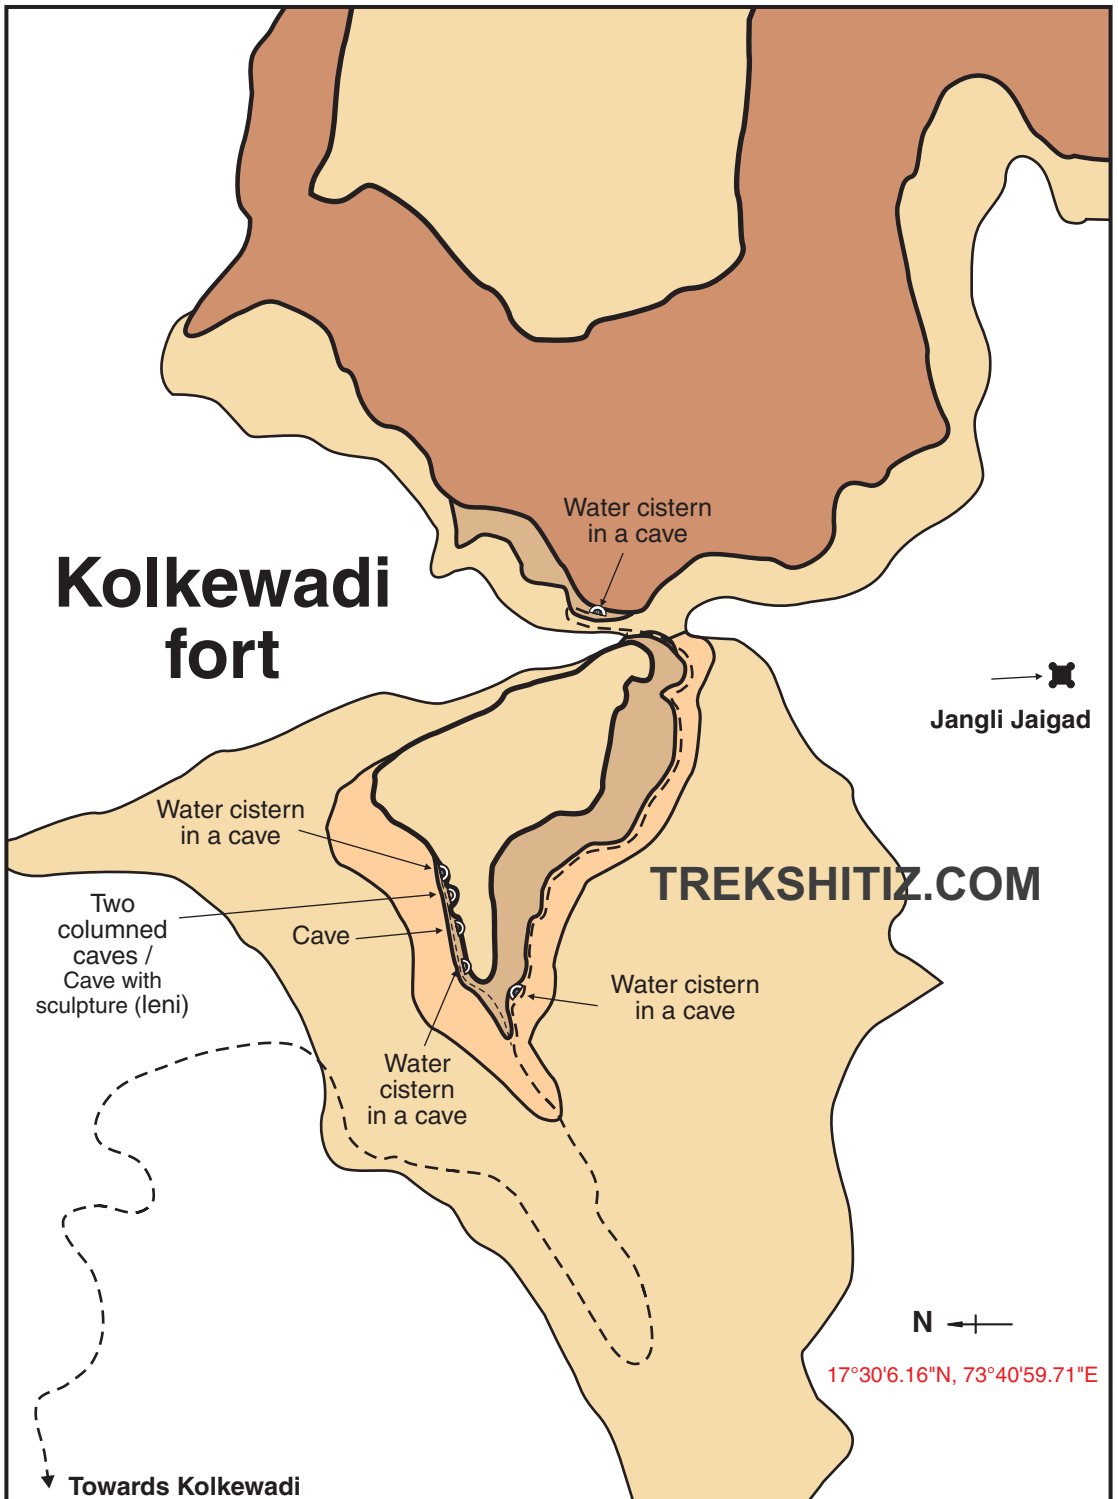 Water cistern
in a cave
Kolkewadi
fort
Jangli Jaigad
Water cistern
in a cave
TREKSHITIZ.COM
Two
columned
caves /
Cave with
sculpture (leni)
Cave
Water cistern
in a cave
Water
cistern
in a cave
N
17°30'6.16"N, 73°40'59.71"E
Towards Kolkewadi